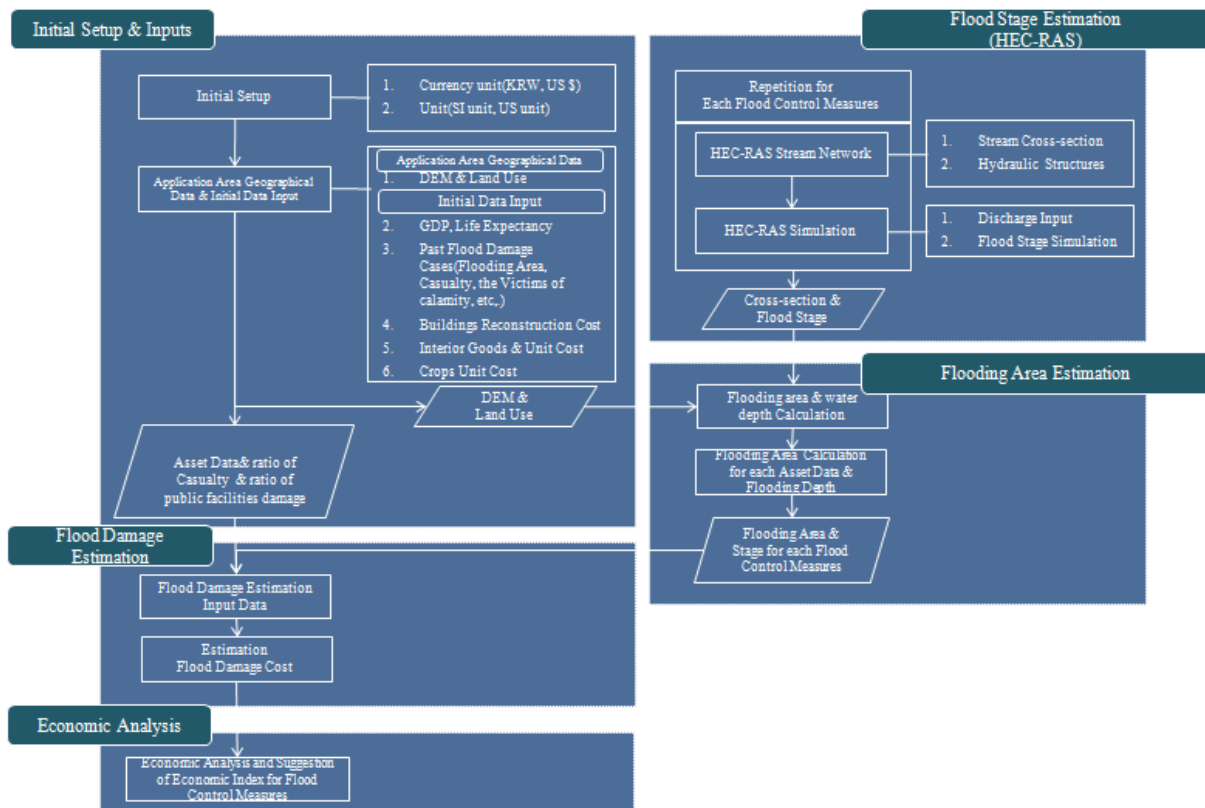 Initial Setup & Inputs
Initial Setup
1. Currency unit(KRW, US $)
2. Unit(SI unit, US unit)
Application Area Geographical
Data & Initial Data Input
Application Area Geographical Data
1. DEM & Land Use
Initial Data Input
2. GDP, Life Expectancy
3. Past Flood Damage
Cases(Flooding Area,
Casualty, the Victims of
calamity, etc,.)
4. Buildings Reconstruction Cost
5. Interior Goods & Unit Cost
6. Crops Unit Cost
DEM &
Land Use
Asset Data& ratio of
Casualty & ratio of
public facilities damage
Flood Stage Estimation
(HEC-RAS)
Repetition for
Each Flood Control Measures
HEC-RAS Stream Network
1. Stream Cross-section
2. Hydraulic Structures
HEC-RAS Simulation
1. Discharge Input
2. Flood Stage Simulation
Cross-section &
Flood Stage
Flooding Area Estimation
Flooding area & water
depth Calculation
Flooding Area Calculation
for each Asset Data &
Flooding Depth
Flooding Area &
Stage for each Flood
Control Measures
Flood Damage
Estimation
Flood Damage Estimation
Input Data
Estimation
Flood Damage Cost
Economic Analysis
Economic Analysis and Suggestion
of Economic Index for Flood
Control Measures